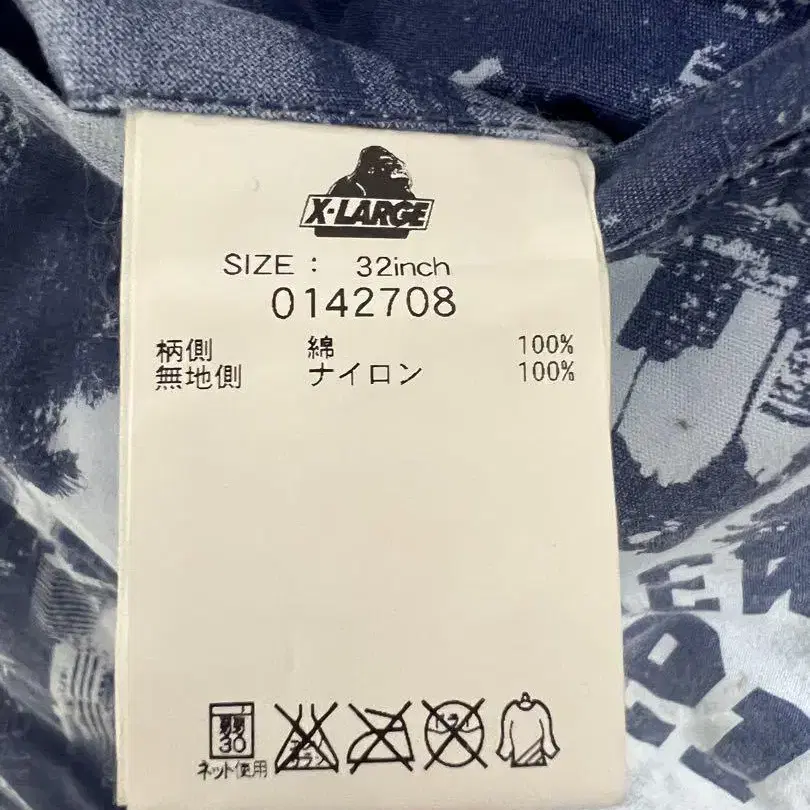 X-LARGE
SIZE : 32inch
0142708
柄側 綿 100%
無地側 ナイロン 100%
30
ネット使用